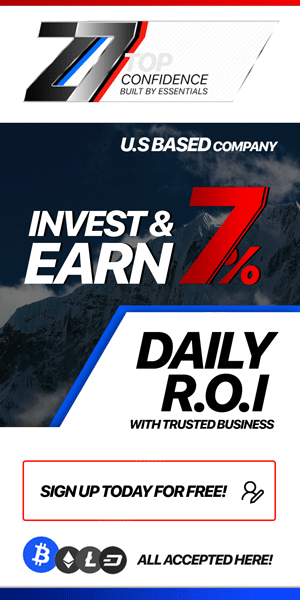 Z7
TOP
CONFIDENCE
BUILT BY ESSENTIALS
U.S BASED COMPANY
INVEST &
EARN 7%
DAILY
R.O.I
WITH TRUSTED BUSINESS
SIGN UP TODAY FOR FREE!
ALL ACCEPTED HERE!